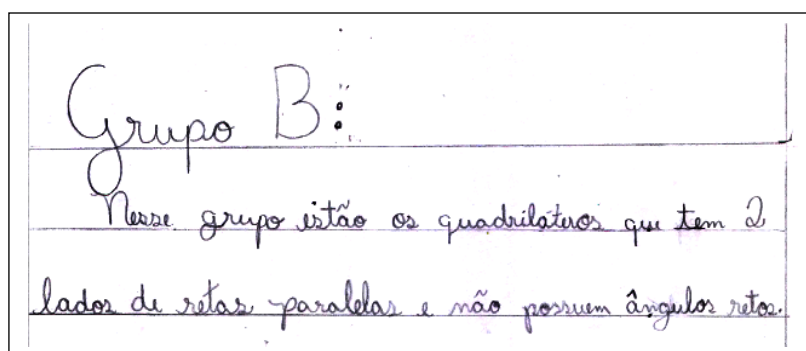 Grupo B:
Nesse grupo estão os quadriláteros que tem 2
lados de retas paralelas e não possuem ângulos retos.